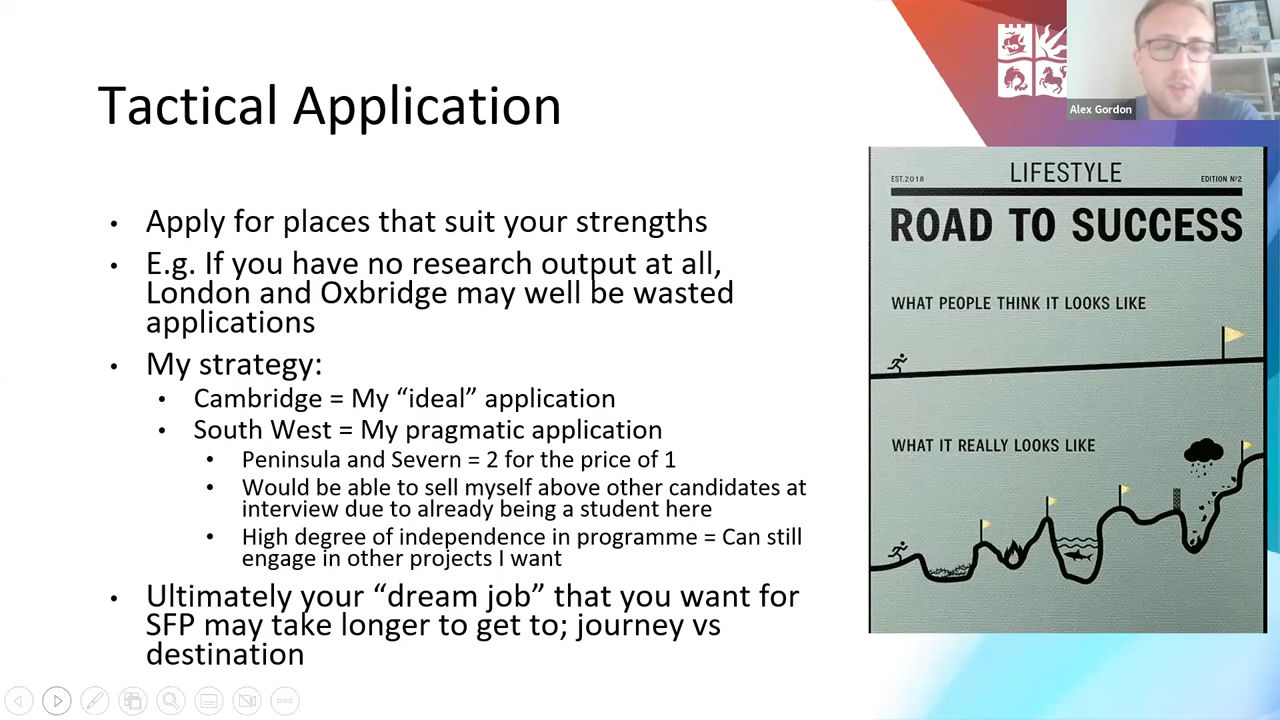 Tactical Application
Apply for places that suit your strengths
E.g. If you have no research output at all,
London and Oxbridge may well be wasted
applications
My strategy:
Cambridge = My “ideal” application
South West = My pragmatic application
Peninsula and Severn = 2 for the price of 1
Would be able to sell myself above other candidates at
interview due to already being a student here
High degree of independence in programme = Can still
engage in other projects I want
Ultimately your “dream job” that you want for
SFP may take longer to get to; journey vs
destination
Alex Gordon
EST.2018
LIFESTYLE
EDITION Nº2
ROAD TO SUCCESS
WHAT PEOPLE THINK IT LOOKS LIKE
WHAT IT REALLY LOOKS LIKE